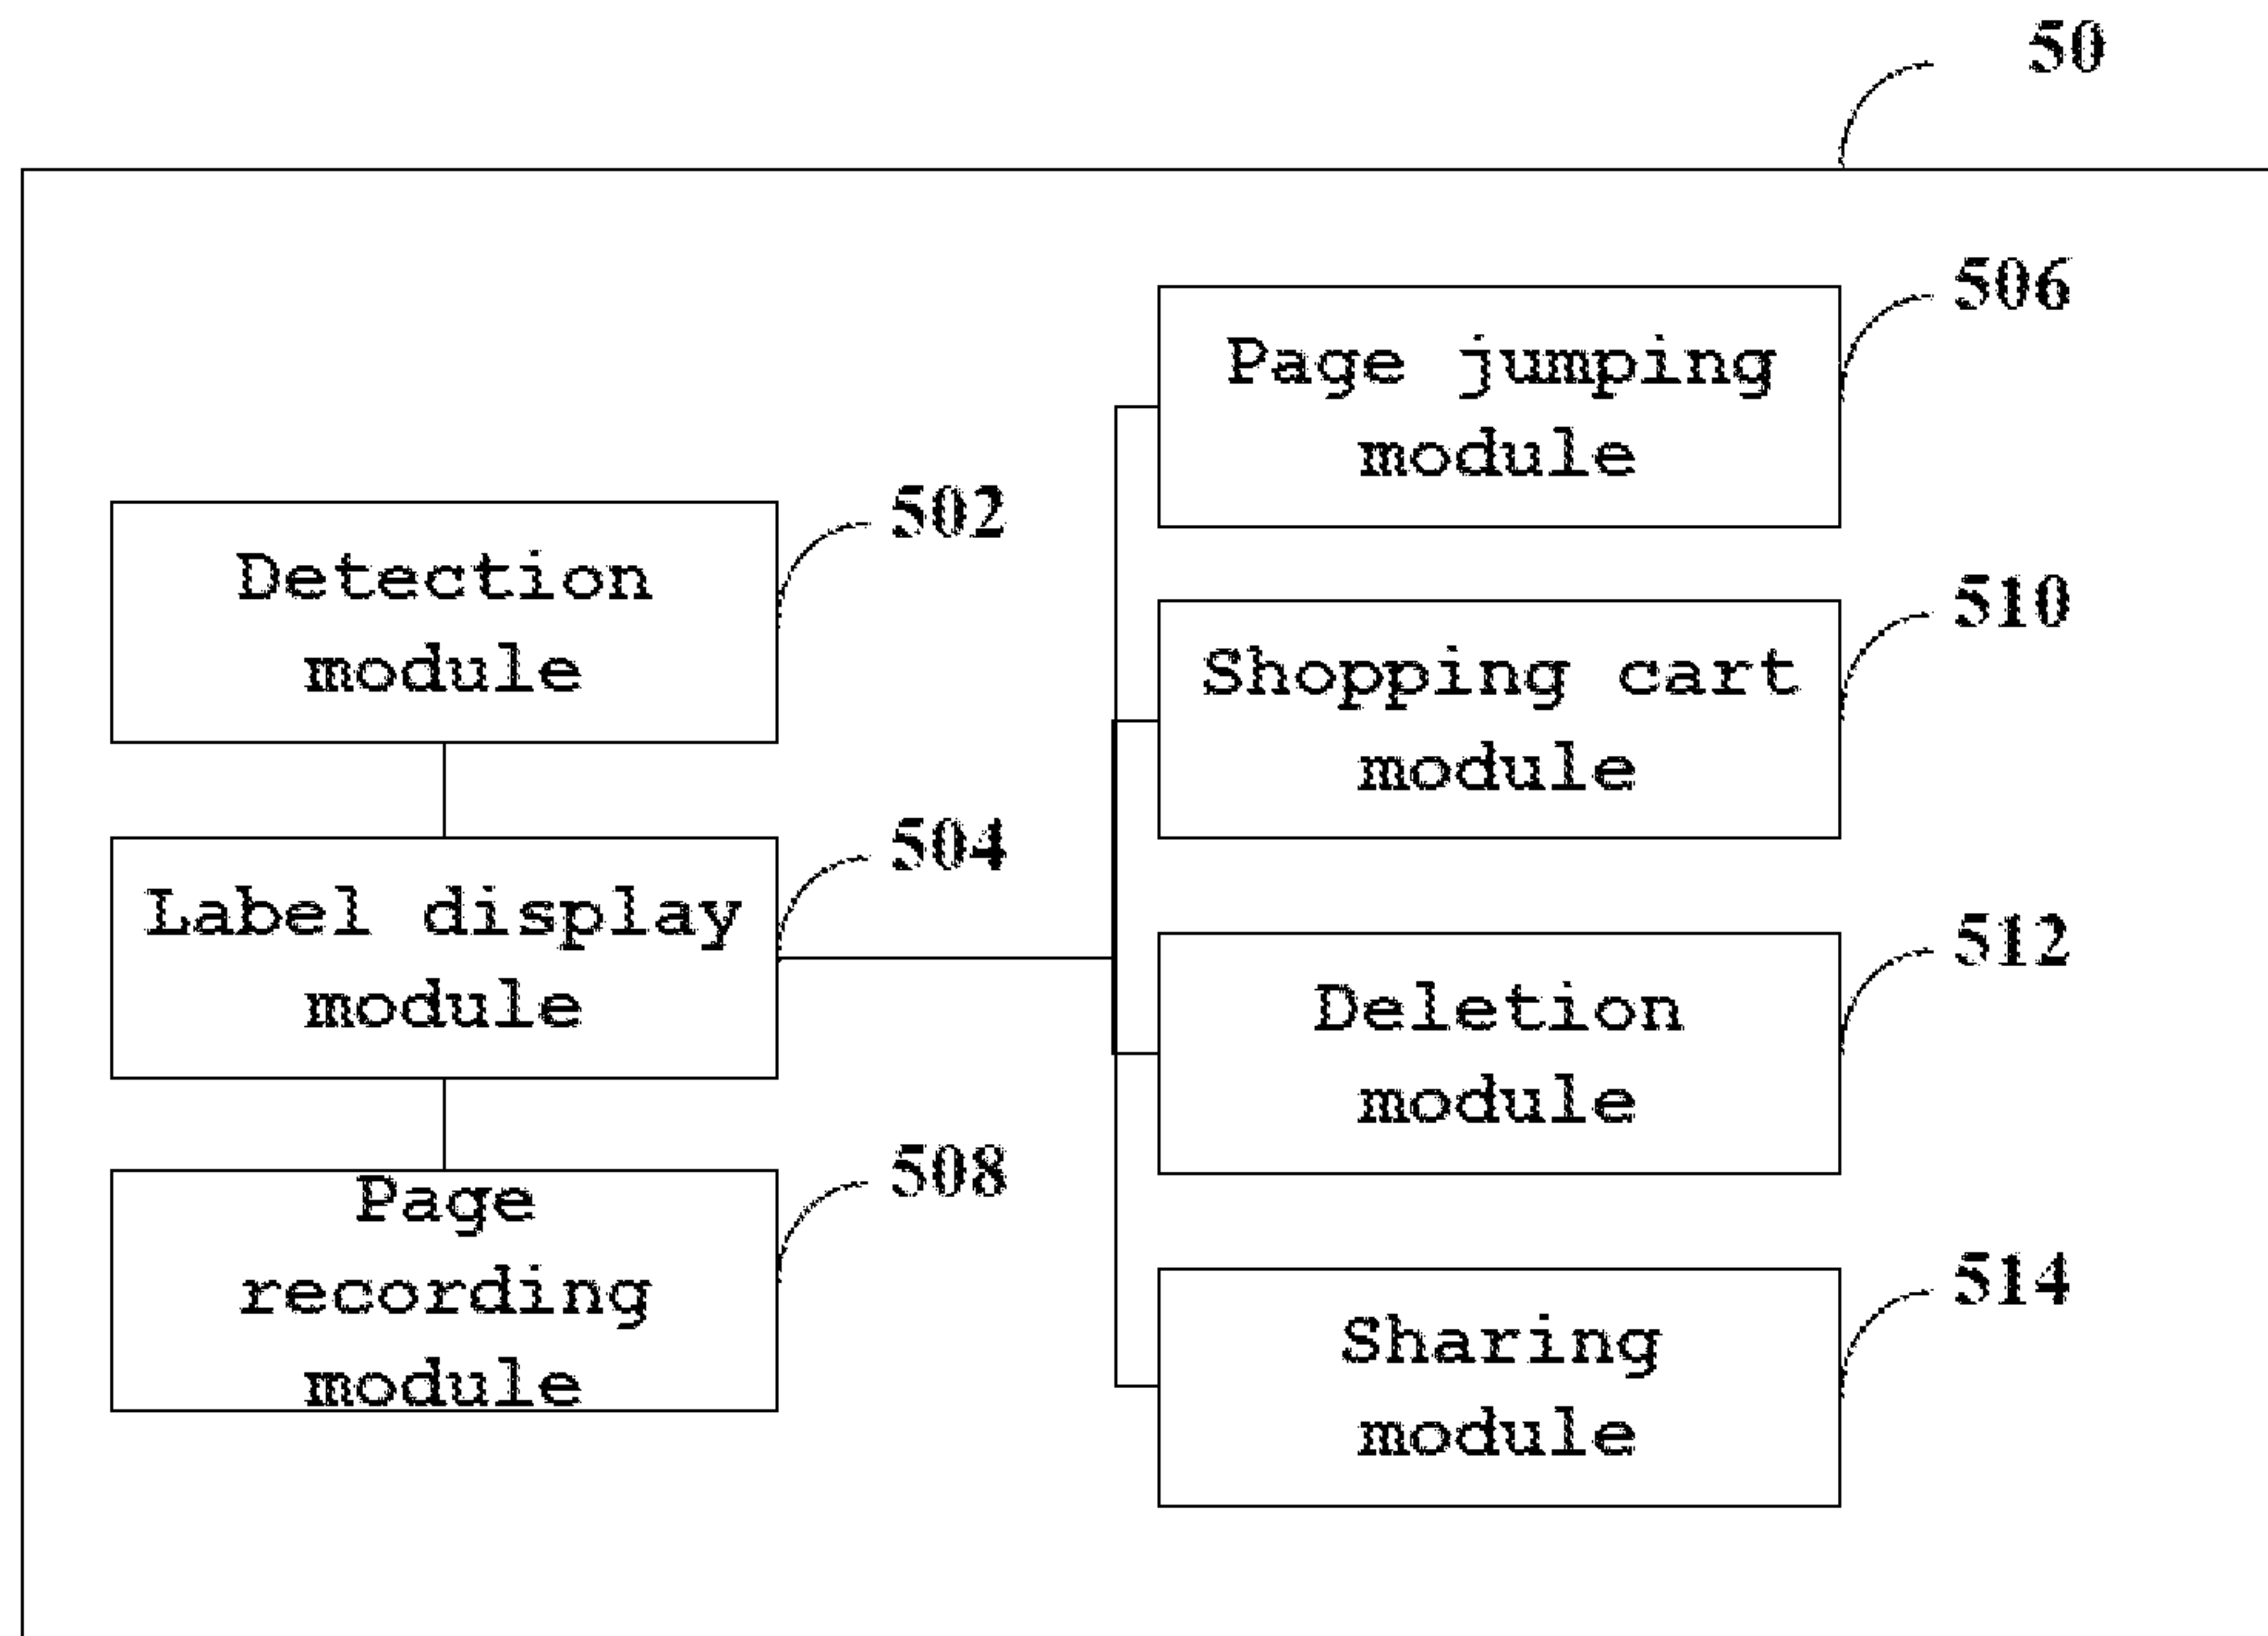 50
Detection
module
502
Label display
module
504
Page
recording
module
508
Page jumping
module
506
Shopping cart
module
510
Deletion
module
512
Sharing
module
514